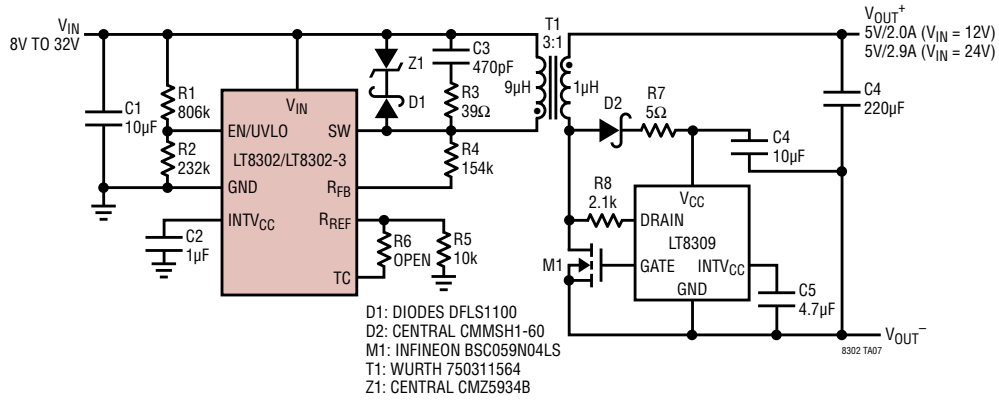 VIN
8V TO 32V
C1
10µF
R1
806k
R2
232k
VIN
EN/UVLO
SW
LT8302/LT8302-3
GND
RFB
INTVCC
RREF
TC
C2
1µF
Z1
D1
C3
470pF
R3
39Ω
R4
154k
R6
OPEN
R5
10k
T1
3:1
9µH
1µH
D2
R7
5Ω
R8
2.1k
VCC
DRAIN
LT8309
GATE
INTVCC
GND
M1
C4
10µF
C5
4.7µF
C4
220µF
VOUT+
5V/2.0A (VIN = 12V)
5V/2.9A (VIN = 24V)
VOUT−
8302 TA07
D1: DIODES DFLS1100
D2: CENTRAL CMMSH1-60
M1: INFINEON BSC059N04LS
T1: WURTH 750311564
Z1: CENTRAL CMZ5934B